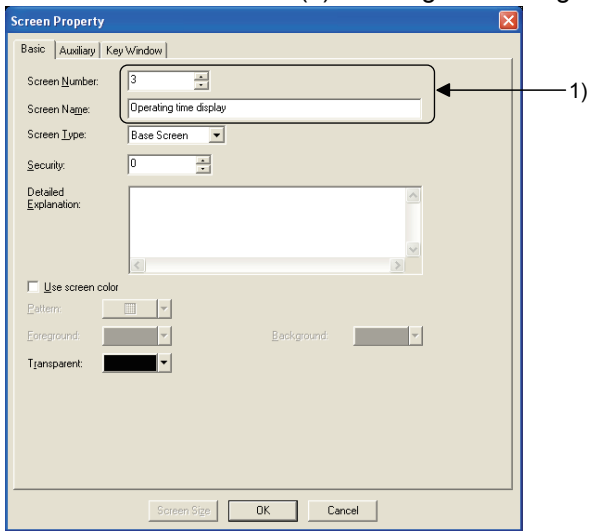 Screen Property
Basic Auxiliary Key Window
Screen Number: 3
1)
Screen Name: Operating time display
Screen Type: Base Screen
Security: 0
Detailed
Explanation:
Use screen color
Pattern:
Foreground: Background:
Transparent:
Screen Size OK Cancel